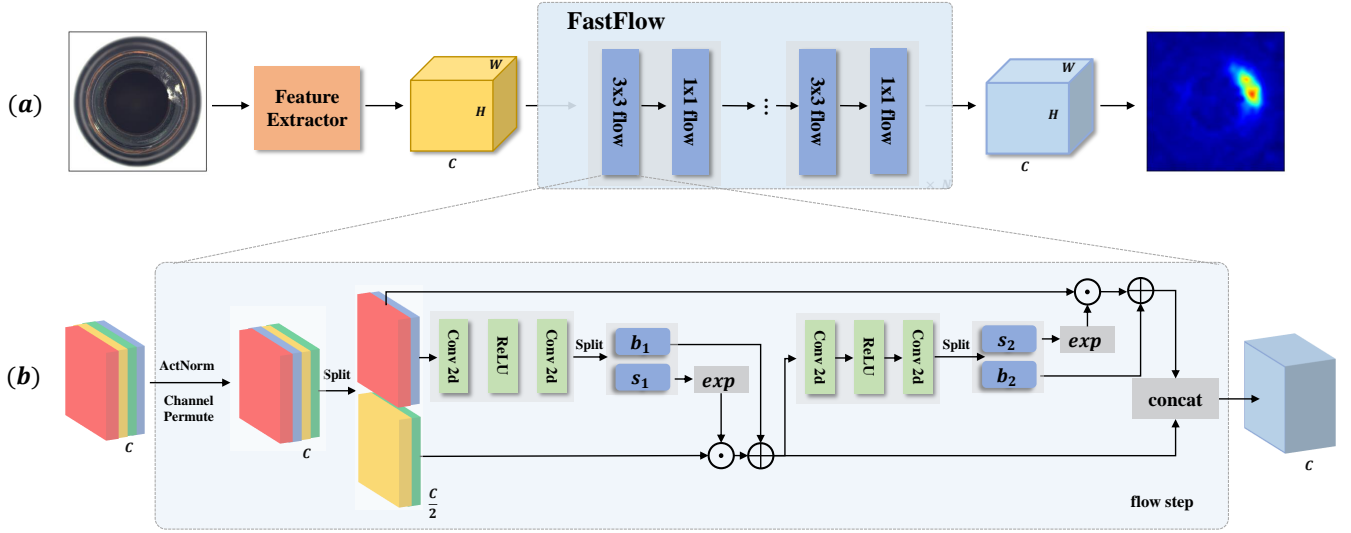 FastFlow
(a)
Feature
Extractor
W
H
C
3x3 flow
1x1 flow
...
3x3 flow
1x1 flow
× N
W
H
C
(b)
C
ActNorm
Channel
Permute
C
Split
C
2
Conv 2d
ReLU
Conv 2d
Split
b₁
s₁
exp
Conv 2d
ReLU
Conv 2d
Split
s₂
b₂
exp
concat
C
flow step